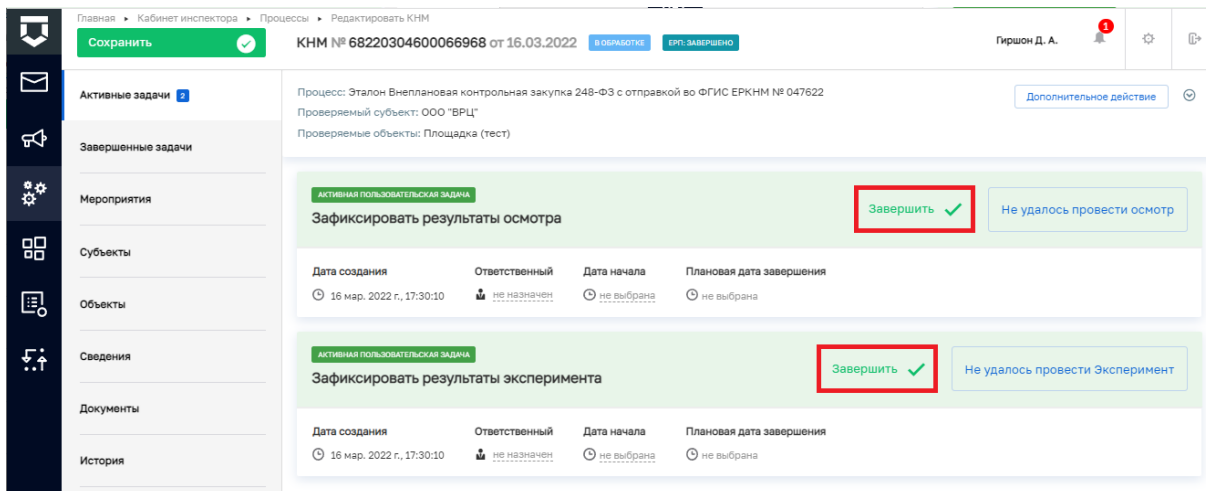 Главная ▸ Кабинет инспектора ▸ Процессы ▸ Редактировать КНМ
Сохранить
КНМ № 68220304600066968 от 16.03.2022 В ОБРАБОТКЕ ЕРП: ЗАВЕРШЕНО
Гиршон Д. А.
1
Активные задачи 2
Завершенные задачи
Мероприятия
Субъекты
Объекты
Сведения
Документы
История
Процесс: Эталон Внеплановая контрольная закупка 248-ФЗ с отправкой во ФГИС ЕРКНМ № 047622
Проверяемый субъект: ООО "ВРЦ"
Проверяемые объекты: Площадка (тест)
Дополнительное действие
АКТИВНАЯ ПОЛЬЗОВАТЕЛЬСКАЯ ЗАДАЧА
Зафиксировать результаты осмотра
Завершить
Не удалось провести осмотр
Дата создания Ответственный Дата начала Плановая дата завершения
16 мар. 2022 г., 17:30:10 не назначен не выбрана не выбрана
АКТИВНАЯ ПОЛЬЗОВАТЕЛЬСКАЯ ЗАДАЧА
Зафиксировать результаты эксперимента
Завершить
Не удалось провести Эксперимент
Дата создания Ответственный Дата начала Плановая дата завершения
16 мар. 2022 г., 17:30:10 не назначен не выбрана не выбрана